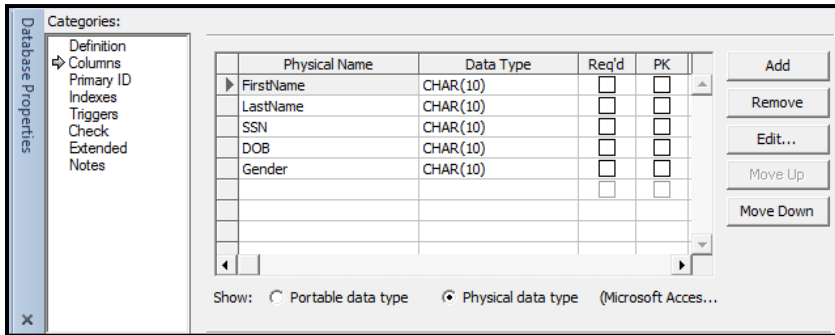 Database Properties
Categories:
Definition
Columns
Primary ID
Indexes
Triggers
Check
Extended
Notes
Physical Name Data Type Req'd PK
FirstName CHAR(10)
LastName CHAR(10)
SSN CHAR(10)
DOB CHAR(10)
Gender CHAR(10)
Add
Remove
Edit...
Move Up
Move Down
Show: Portable data type Physical data type (Microsoft Acces...